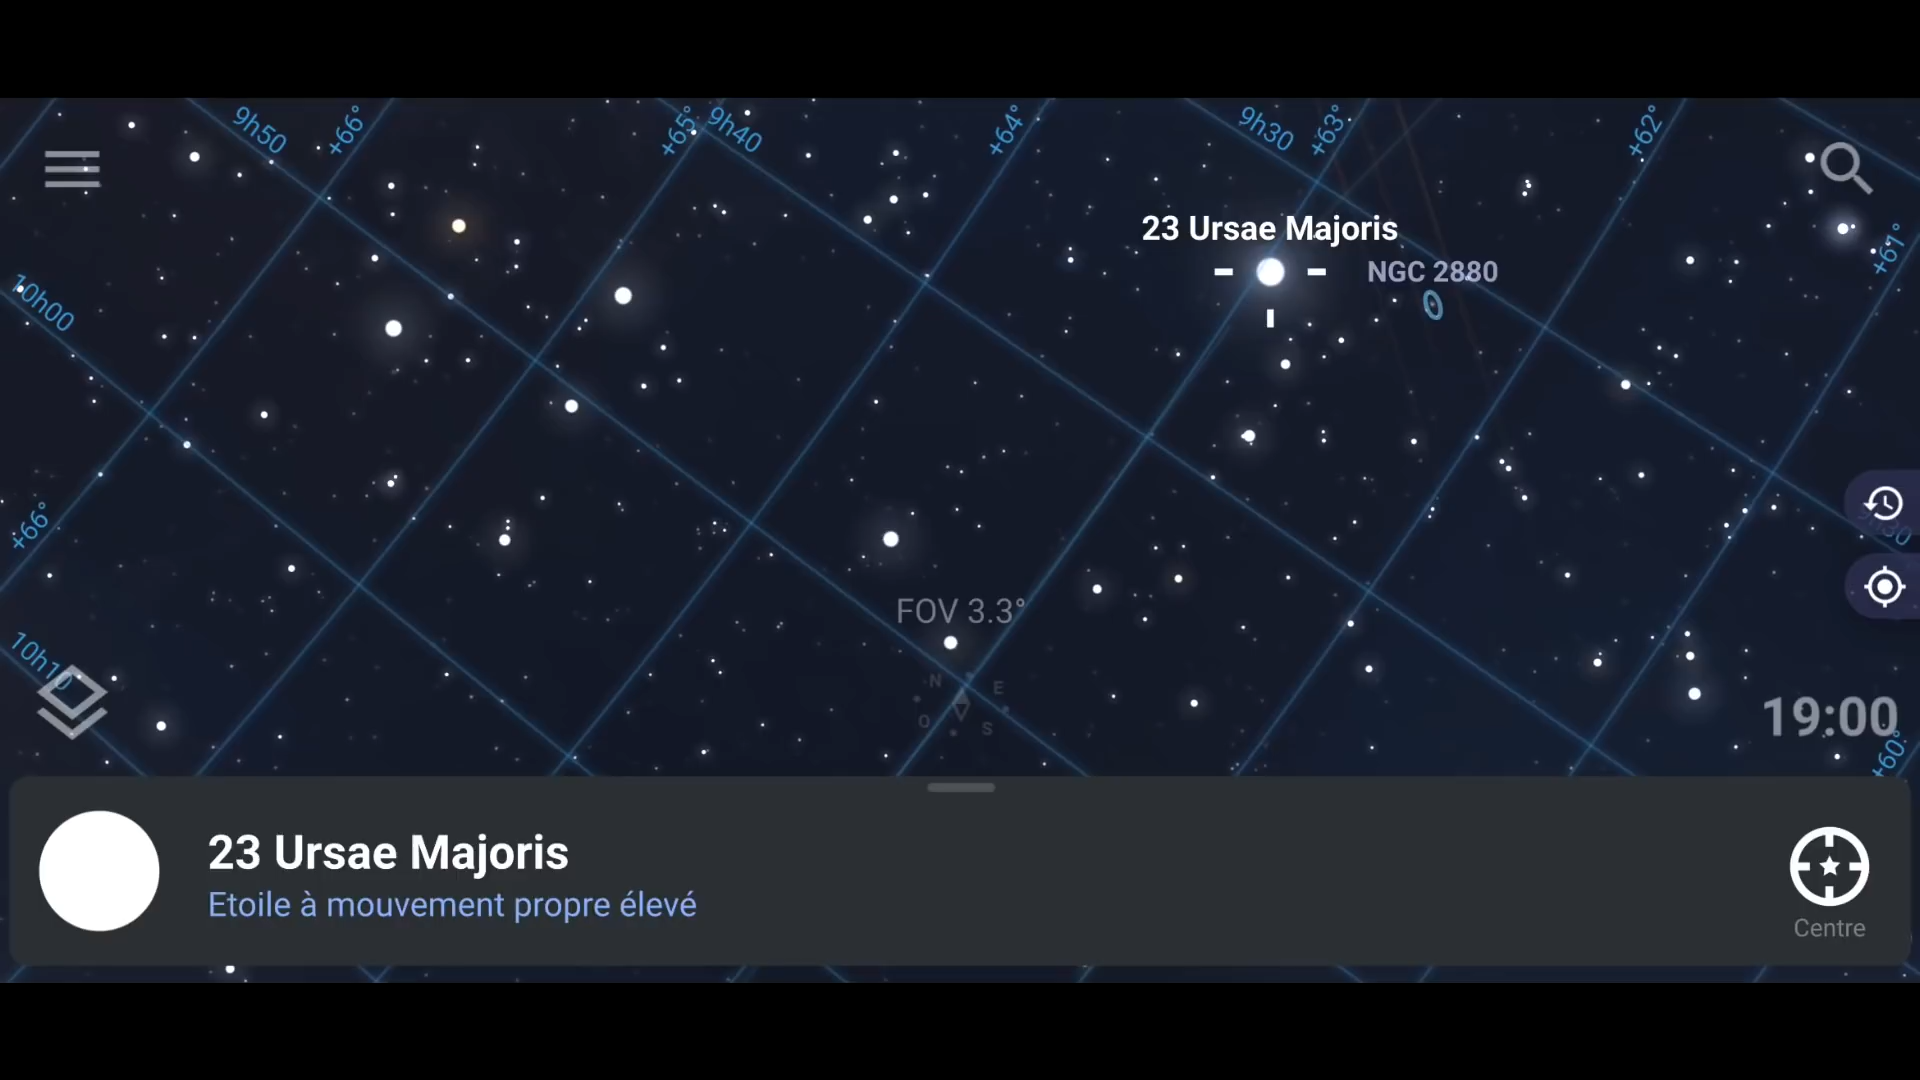 9h50
+66°
+65°
9h40
+64°
9h30
+63°
+62°
23 Ursae Majoris
NGC 2880
+61°
10h00
+66°
FOV 3.3°
10h10
N
E
O
S
19:00
+60°
23 Ursae Majoris
Etoile à mouvement propre élevé
Centre